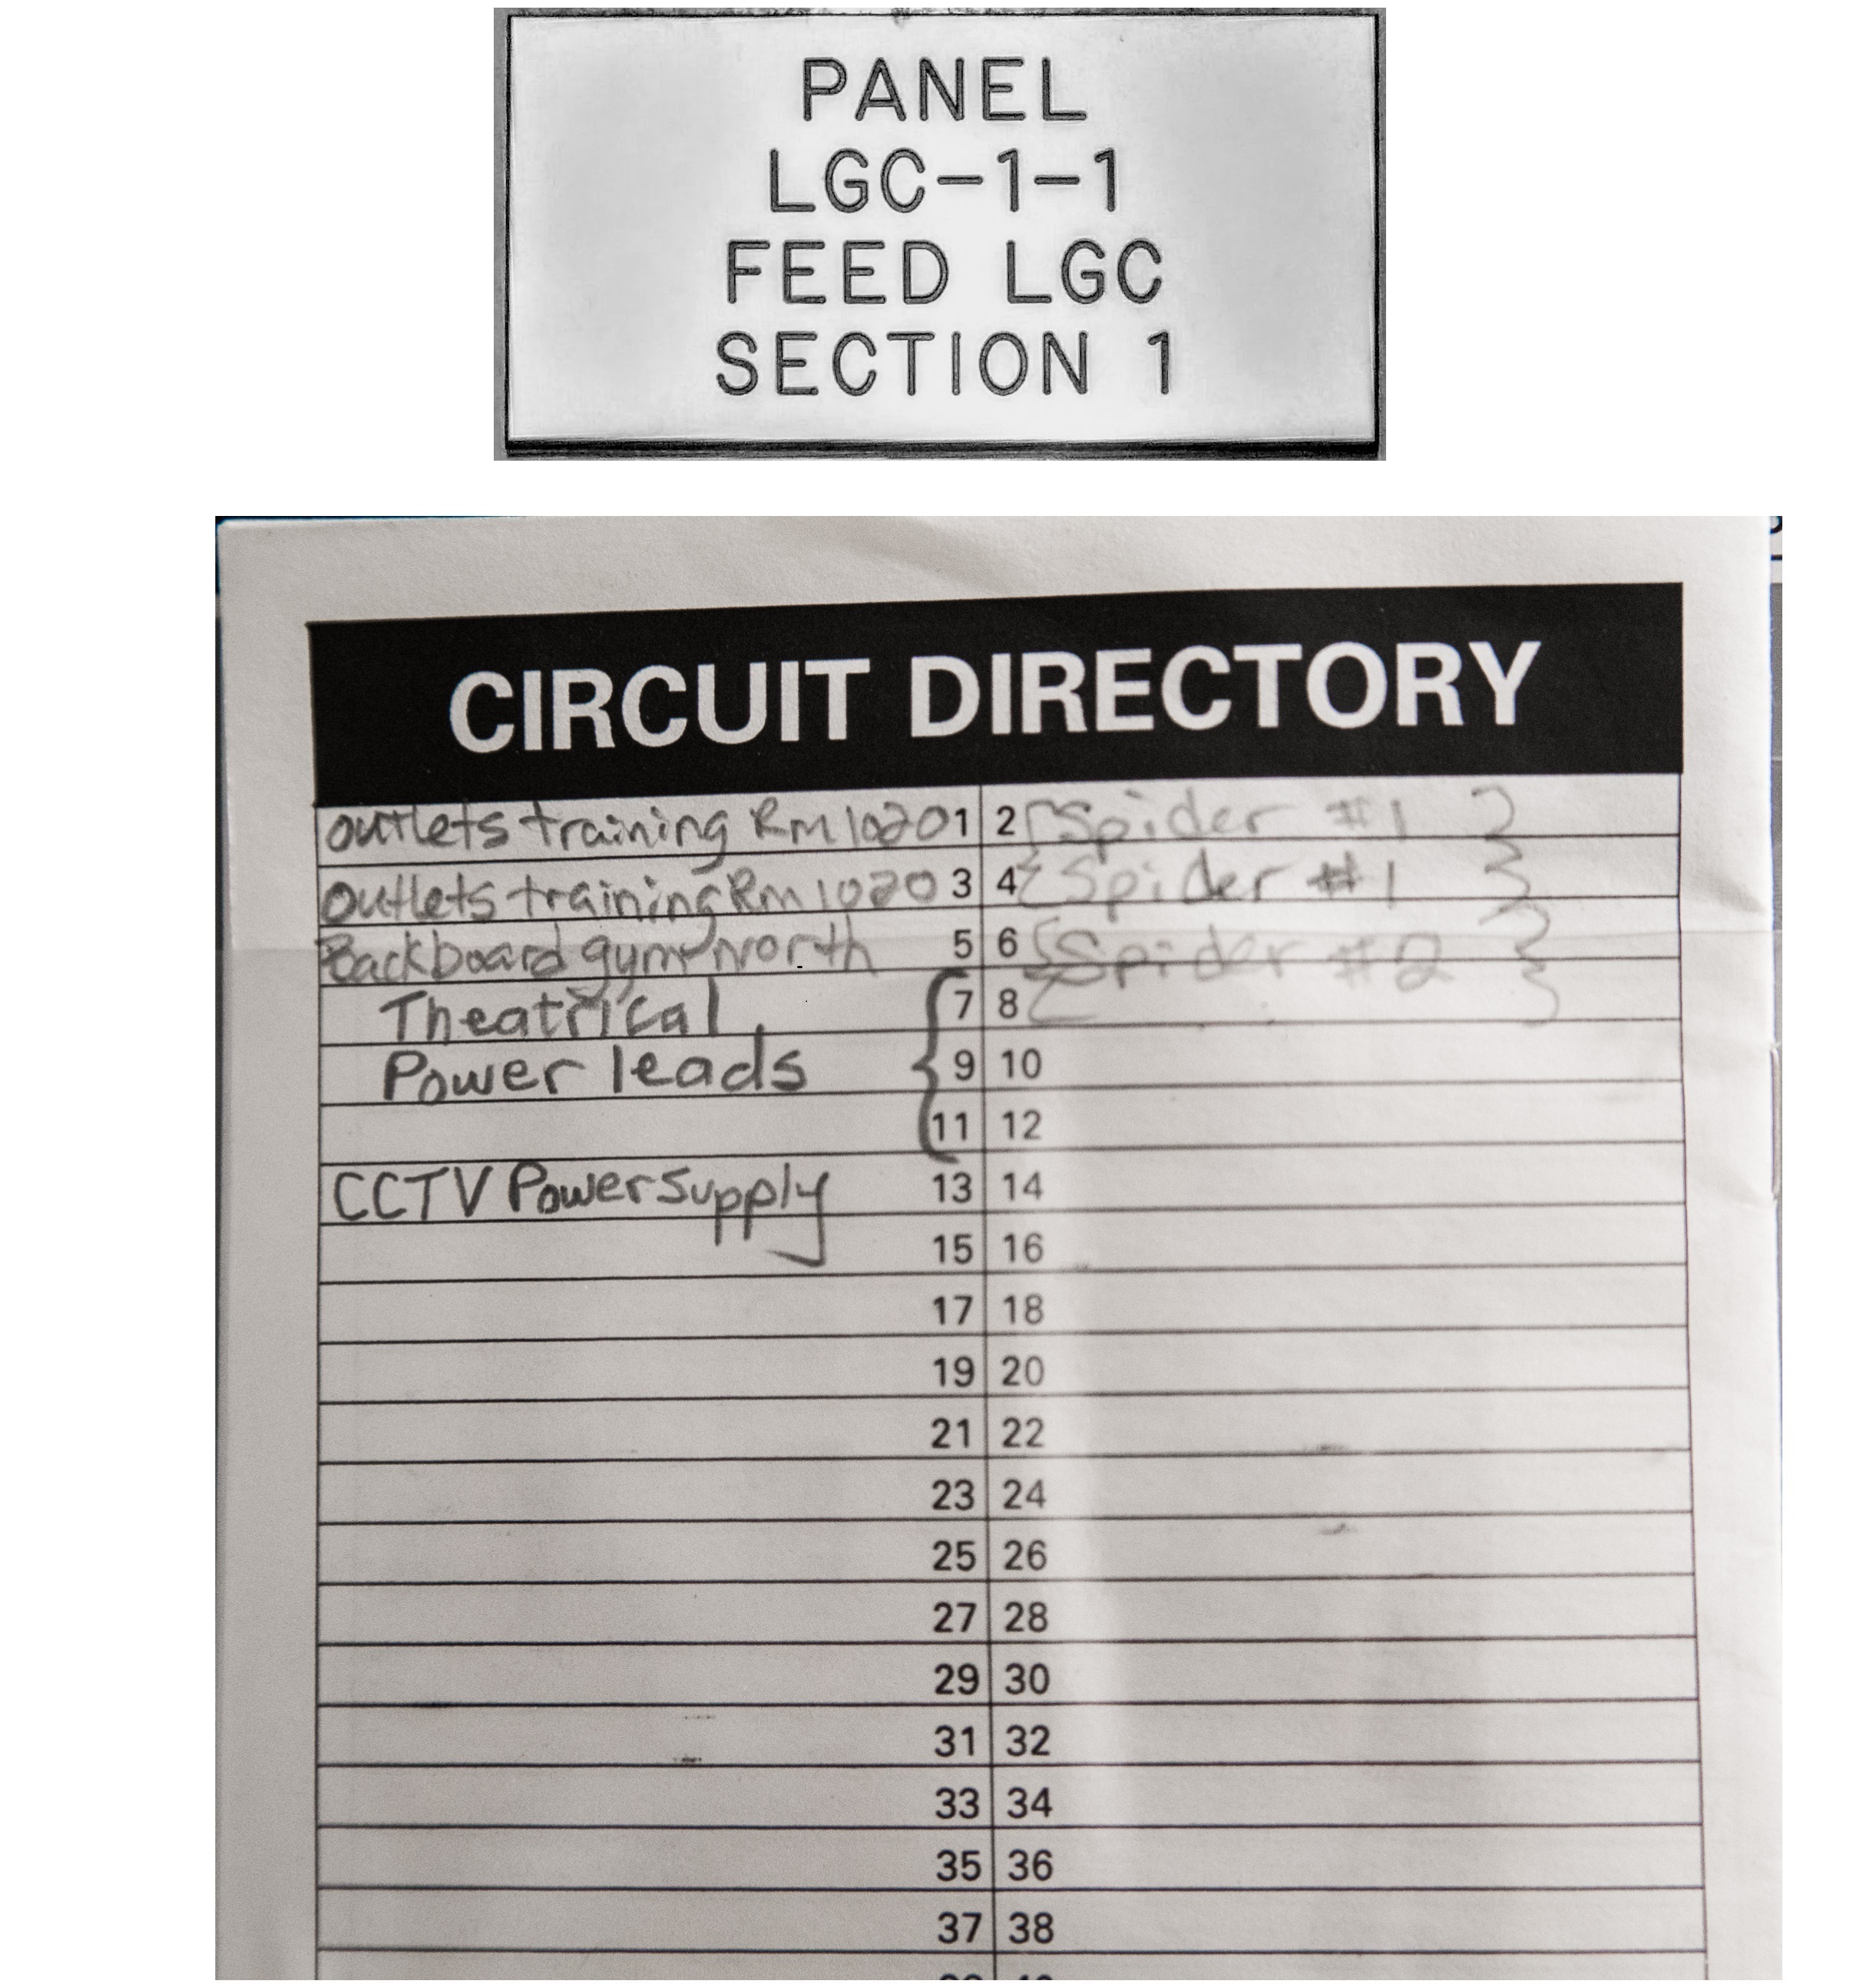 PANEL
LGC-1-1
FEED LGC
SECTION 1
CIRCUIT DIRECTORY
outlets training Rm 1020 1 2 { Spider #1 }
outlets training Rm 1020 3 4 { Spider #1 }
Backboard gym north 5 6 { Spider #2 }
Theatrical { 7 8 { }
Power leads 9 10
11 12
CCTV Power supply 13 14
15 16
17 18
19 20
21 22
23 24
25 26
27 28
29 30
31 32
33 34
35 36
37 38